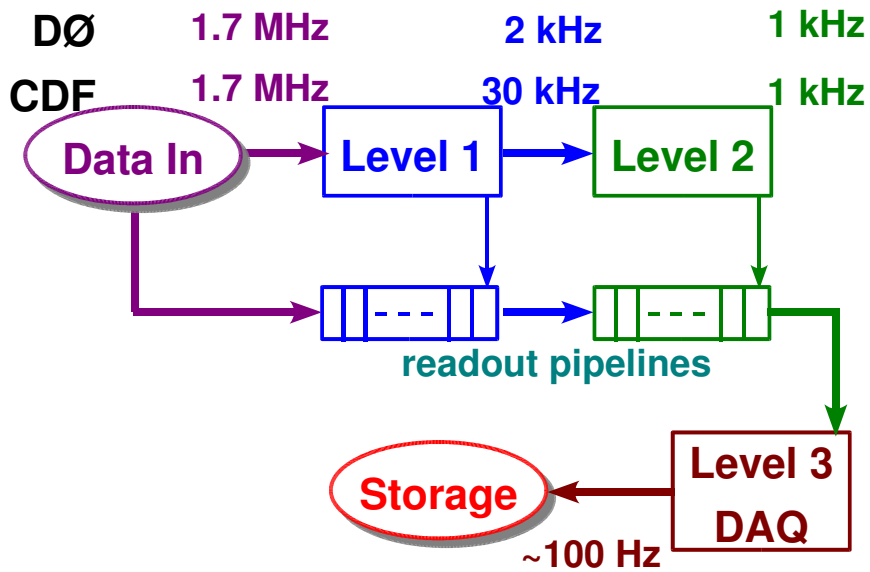 DØ 1.7 MHz 2 kHz 1 kHz
CDF 1.7 MHz 30 kHz 1 kHz
Data In Level 1 Level 2
readout pipelines
Level 3
DAQ
Storage
~100 Hz